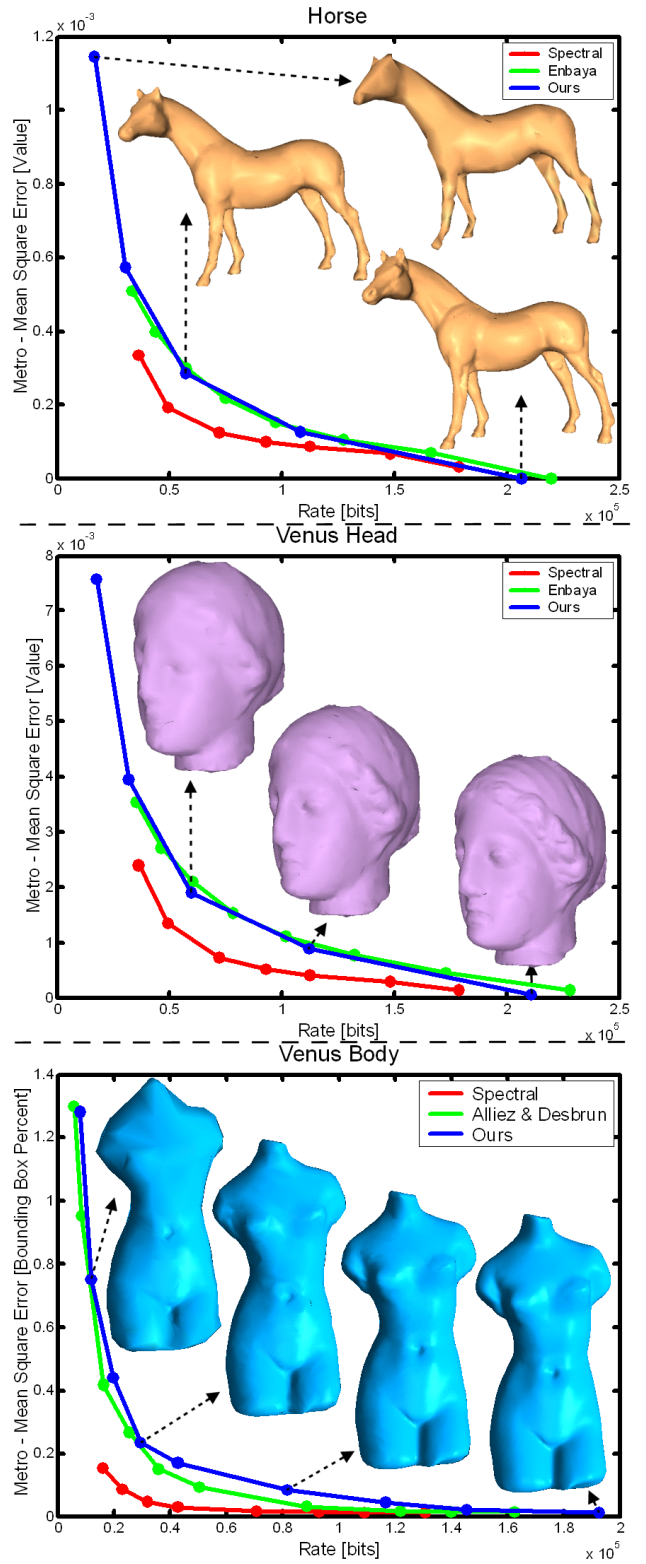 Horse
x 10^-3
1.2
1
0.8
0.6
0.4
0.2
0
Metro - Mean Square Error [Value]
Spectral
Enbaya
Ours
0
0.5
1
1.5
2
2.5
Rate [bits]
x 10^5
Venus Head
x 10^-3
8
7
6
5
4
3
2
1
0
Metro - Mean Square Error [Value]
Spectral
Enbaya
Ours
0
0.5
1
1.5
2
2.5
Rate [bits]
x 10^5
Venus Body
1.4
1.2
1
0.8
0.6
0.4
0.2
0
Metro - Mean Square Error [Bounding Box Percent]
Spectral
Alliez & Desbrun
Ours
0
0.2
0.4
0.6
0.8
1
1.2
1.4
1.6
1.8
2
Rate [bits]
x 10^5